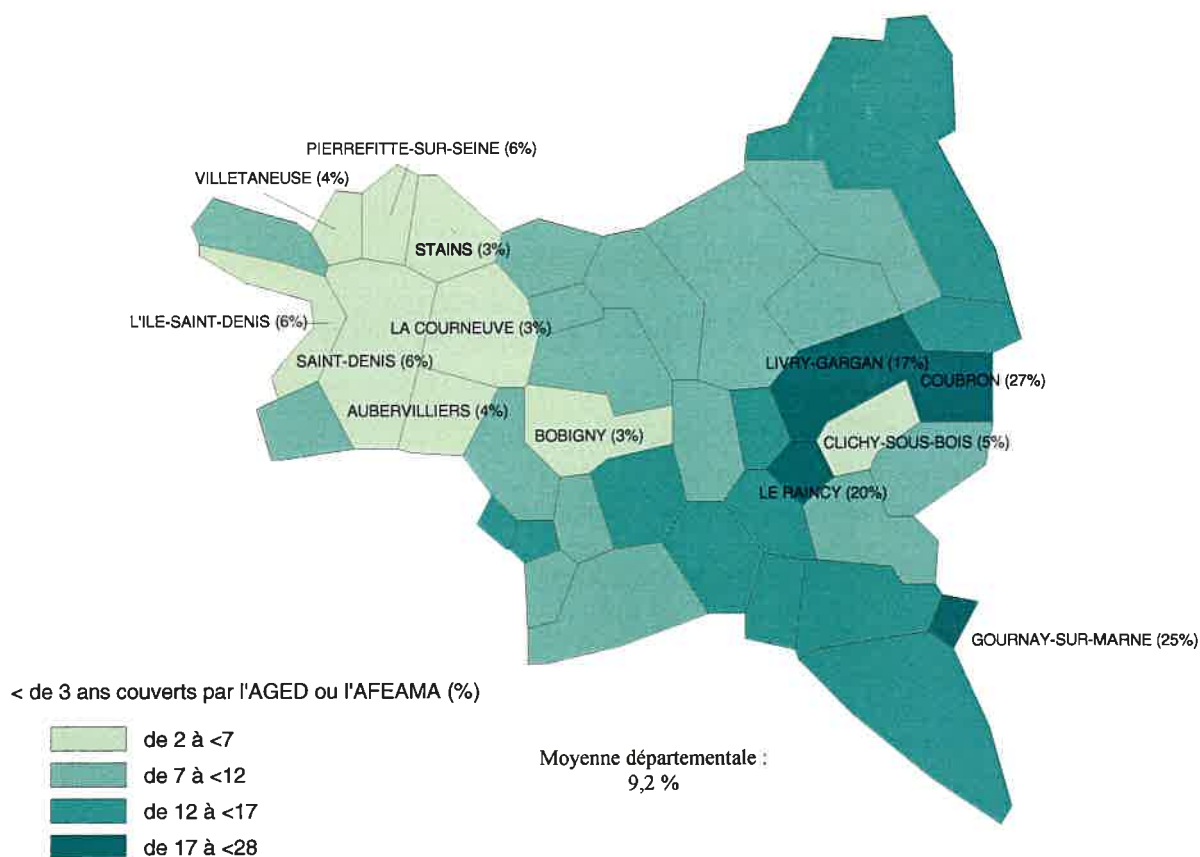 PIERREFITTE-SUR-SEINE (6%)
VILLETANEUSE (4%)
STAINS (3%)
L'ILE-SAINT-DENIS (6%)
LA COURNEUVE (3%)
SAINT-DENIS (6%)
LIVRY-GARGAN (17%)
COUBRON (27%)
AUBERVILLIERS (4%)
BOBIGNY (3%)
CLICHY-SOUS-BOIS (5%)
LE RAINCY (20%)
GOURNAY-SUR-MARNE (25%)
< de 3 ans couverts par l'AGED ou l'AFEAMA (%)
de 2 à <7
de 7 à <12
de 12 à <17
de 17 à <28
Moyenne départementale :
9,2 %